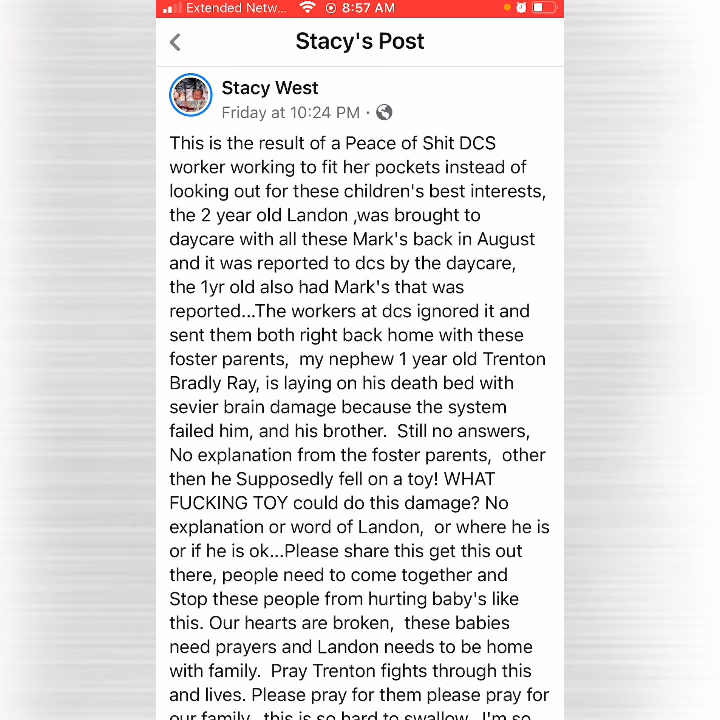 Extended Netw...
8:57 AM
Stacy's Post
Stacy West
Friday at 10:24 PM ·
This is the result of a Peace of Shit DCS
worker working to fit her pockets instead of
looking out for these children's best interests,
the 2 year old Landon ,was brought to
daycare with all these Mark's back in August
and it was reported to dcs by the daycare,
the 1yr old also had Mark's that was
reported...The workers at dcs ignored it and
sent them both right back home with these
foster parents,  my nephew 1 year old Trenton
Bradly Ray, is laying on his death bed with
sevier brain damage because the system
failed him, and his brother.  Still no answers,
No explanation from the foster parents,  other
then he Supposedly fell on a toy! WHAT
FUCKING TOY could do this damage? No
explanation or word of Landon,  or where he is
or if he is ok...Please share this get this out
there, people need to come together and
Stop these people from hurting baby's like
this. Our hearts are broken,  these babies
need prayers and Landon needs to be home
with family.  Pray Trenton fights through this
and lives. Please pray for them please pray for
our family,  this is so hard to swallow.  I'm so